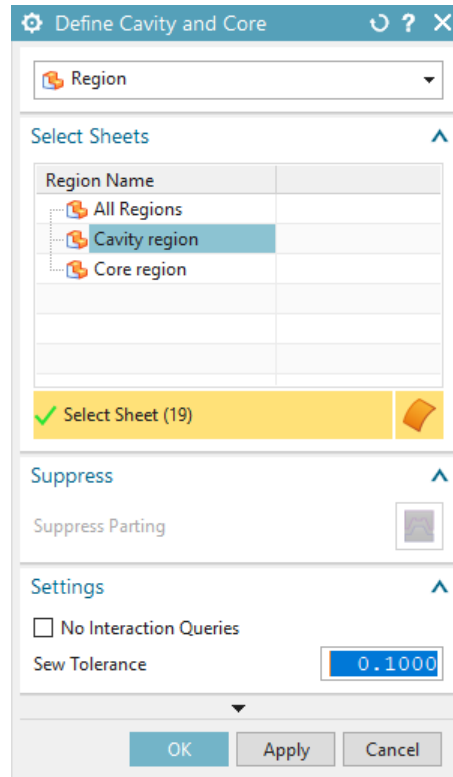 Define Cavity and Core ?
Region
Select Sheets
Region Name
All Regions
Cavity region
Core region
Select Sheet (19)
Suppress
Suppress Parting
Settings
No Interaction Queries
Sew Tolerance 0.1000
OK Apply Cancel